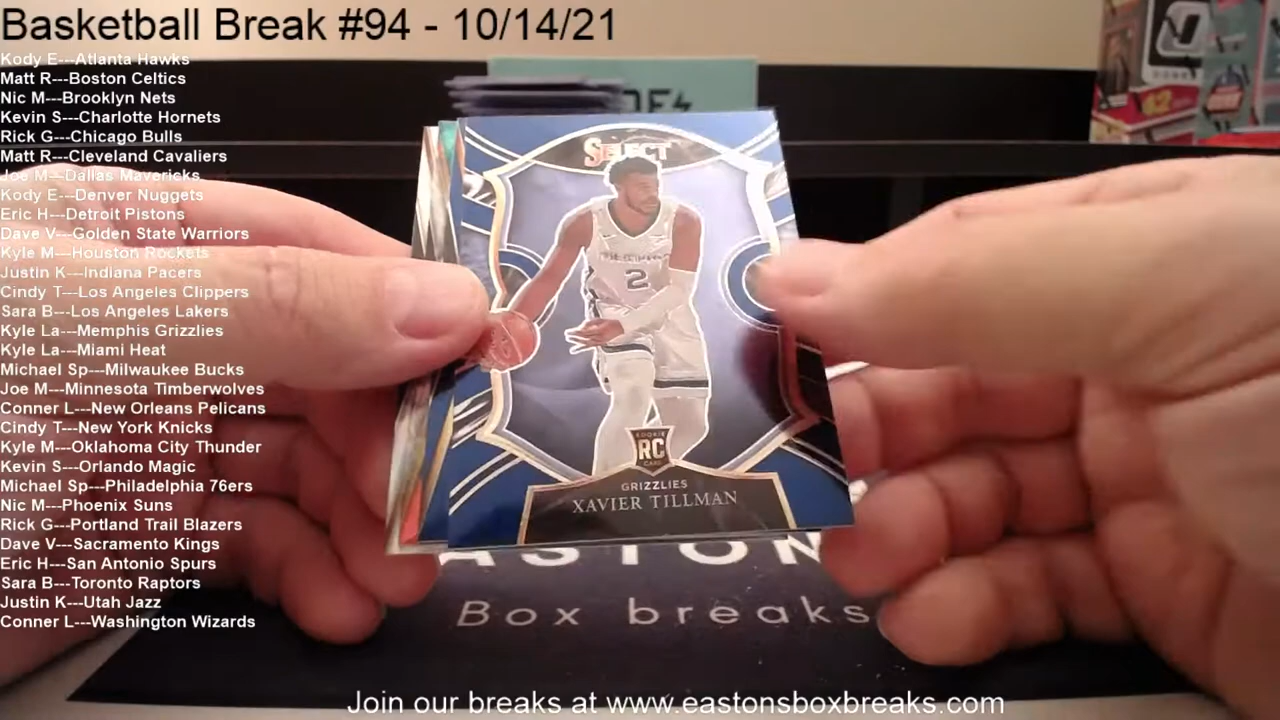 Basketball Break #94 - 10/14/21
Kody E---Atlanta Hawks
Matt R---Boston Celtics
Nic M---Brooklyn Nets
Kevin S---Charlotte Hornets
Rick G---Chicago Bulls
Matt R---Cleveland Cavaliers
Joe M---Dallas Mavericks
Kody E---Denver Nuggets
Eric H---Detroit Pistons
Dave V---Golden State Warriors
Kyle M---Houston Rockets
Justin K---Indiana Pacers
Cindy T---Los Angeles Clippers
Sara B---Los Angeles Lakers
Kyle La---Memphis Grizzlies
Kyle La---Miami Heat
Michael Sp---Milwaukee Bucks
Joe M---Minnesota Timberwolves
Conner L---New Orleans Pelicans
Cindy T---New York Knicks
Kyle M---Oklahoma City Thunder
Kevin S---Orlando Magic
Michael Sp---Philadelphia 76ers
Nic M---Phoenix Suns
Rick G---Portland Trail Blazers
Dave V---Sacramento Kings
Eric H---San Antonio Spurs
Sara B---Toronto Raptors
Justin K---Utah Jazz
Conner L---Washington Wizards
SELECT
2
ROOKIE
RC
CARD
GRIZZLIES
XAVIER TILLMAN
EASTON
Box breaks
Join our breaks at www.eastonsboxbreaks.com